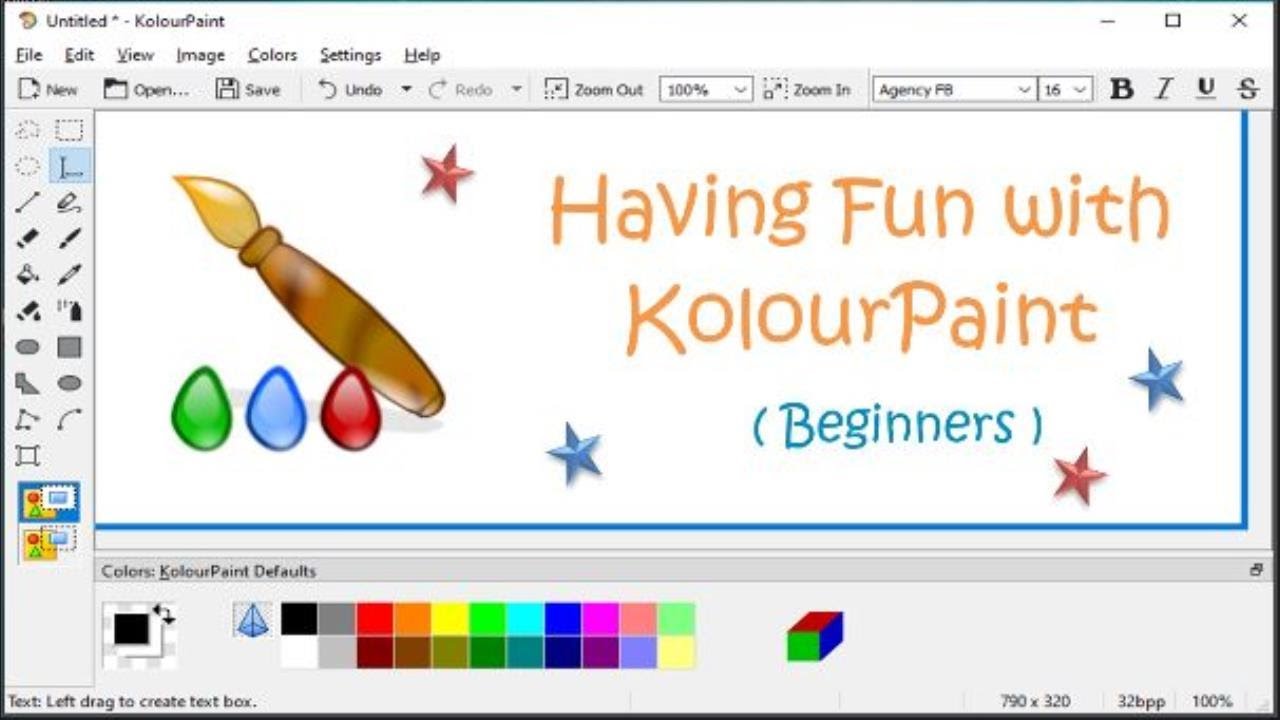 Untitled * - KolourPaint
File Edit View Image Colors Settings Help
New Open... Save Undo Redo Zoom Out 100% Zoom In Agency FB 16 B I U S
Having Fun with
KolourPaint
( Beginners )
Colors: KolourPaint Defaults
Text: Left drag to create text box. 790 x 320 32bpp 100%